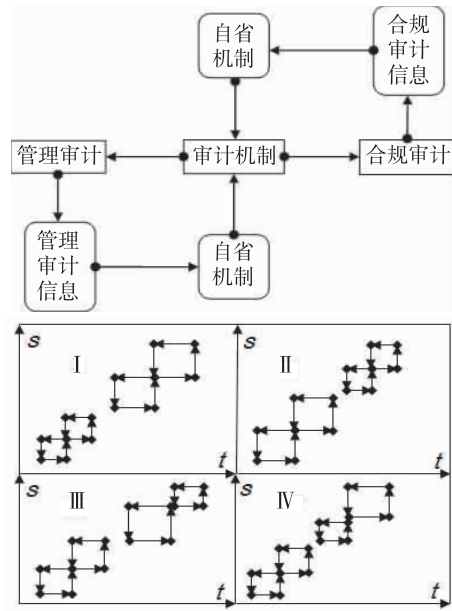 自省
机制
合规
审计
信息
管理审计
审计机制
合规审计
管理
审计
信息
自省
机制
s
Ⅰ
t
s
Ⅱ
t
s
Ⅲ
t
s
Ⅳ
t